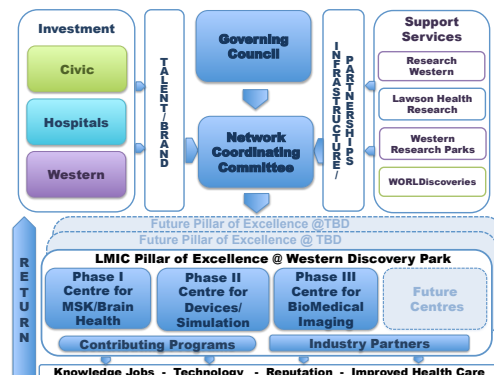 Investment
Civic
Hospitals
Western
TALENT/BRAND
Governing
Council
Network
Coordinating
Committee
INFRASTRUCTURE/
PARTNERSHIPS
Support
Services
Research
Western
Lawson Health
Research
Western
Research Parks
WORLDiscoveries
RETURN
Future Pillar of Excellence @TBD
Future Pillar of Excellence @ TBD
LMIC Pillar of Excellence @ Western Discovery Park
Phase I
Centre for
MSK/Brain
Health
Phase II
Centre for
Devices/
Simulation
Phase III
Centre for
BioMedical
Imaging
Future
Centres
Contributing Programs
Industry Partners
Knowledge Jobs - Technology - Reputation - Improved Health Care